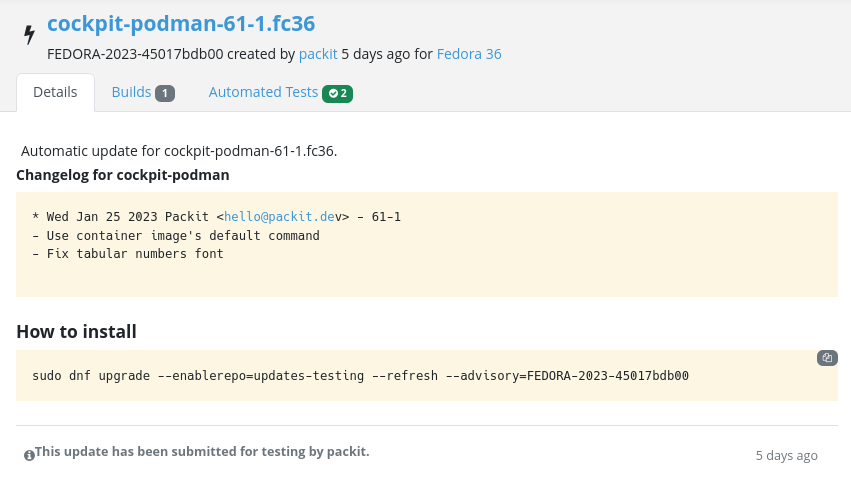 cockpit-podman-61-1.fc36
FEDORA-2023-45017bdb00 created by packit 5 days ago for Fedora 36
Details Builds 1 Automated Tests 2
Automatic update for cockpit-podman-61-1.fc36.
Changelog for cockpit-podman
* Wed Jan 25 2023 Packit <hello@packit.dev> - 61-1
- Use container image's default command
- Fix tabular numbers font
How to install
sudo dnf upgrade --enablerepo=updates-testing --refresh --advisory=FEDORA-2023-45017bdb00
This update has been submitted for testing by packit. 5 days ago